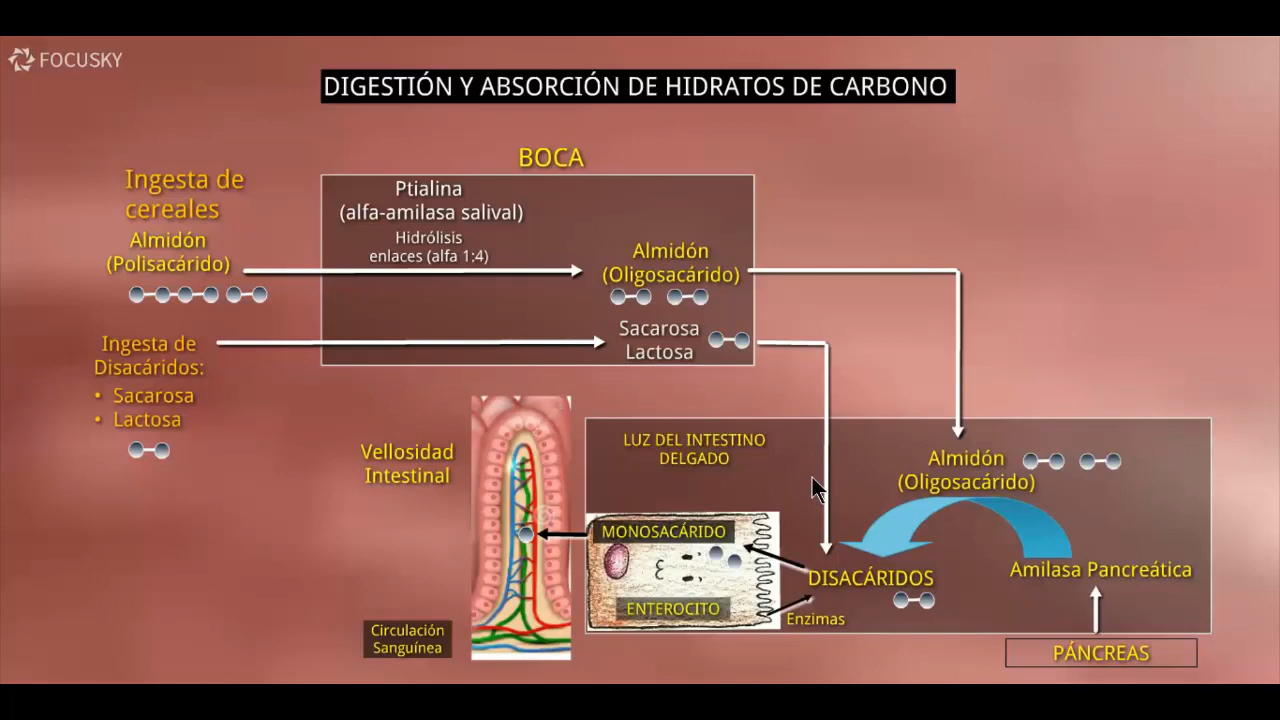 FOCUSKY
DIGESTIÓN Y ABSORCIÓN DE HIDRATOS DE CARBONO
BOCA
Ingesta de
cereales
Almidón
(Polisacárido)
Ptialina
(alfa-amilasa salival)
Hidrólisis
enlaces (alfa 1:4)
Almidón
(Oligosacárido)
Sacarosa
Lactosa
Ingesta de
Disacáridos:
• Sacarosa
• Lactosa
Vellosidad
Intestinal
Circulación
Sanguínea
LUZ DEL INTESTINO
DELGADO
Almidón
(Oligosacárido)
MONOSACÁRIDO
ENTEROCITO
DISACÁRIDOS
Enzimas
Amilasa Pancreática
PÁNCREAS